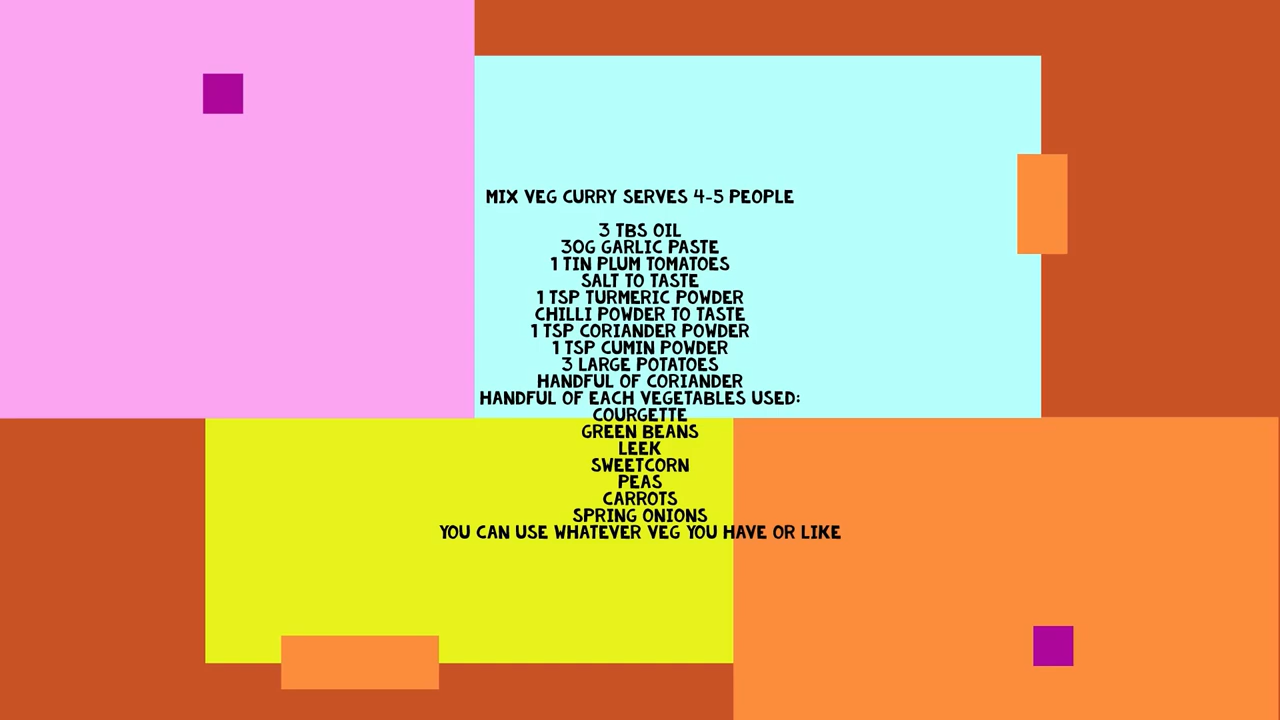 MIX VEG CURRY SERVES 4-5 PEOPLE
3 TBS OIL
30G GARLIC PASTE
1 TIN PLUM TOMATOES
SALT TO TASTE
1 TSP TURMERIC POWDER
CHILLI POWDER TO TASTE
1 TSP CORIANDER POWDER
1 TSP CUMIN POWDER
3 LARGE POTATOES
HANDFUL OF CORIANDER
HANDFUL OF EACH VEGETABLES USED:
COURGETTE
GREEN BEANS
LEEK
SWEETCORN
PEAS
CARROTS
SPRING ONIONS
YOU CAN USE WHATEVER VEG YOU HAVE OR LIKE